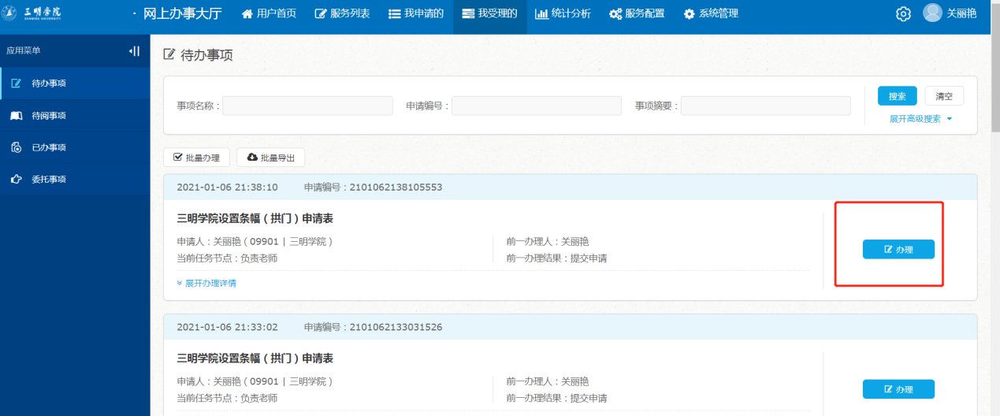 三明学院 · 网上办事大厅 用户首页 服务列表 我申请的 我受理的 统计分析 服务配置 系统管理 关丽艳
SANMING UNIVERSITY
应用菜单
待办事项
待阅事项
已办事项
委托事项
待办事项
事项名称： 申请编号： 事项摘要： 搜索 清空
展开高级搜索
批量办理 批量导出
2021-01-06 21:38:10 申请编号：2101062138105553
三明学院设置条幅（拱门）申请表
申请人：关丽艳（09901 | 三明学院） 前一办理人：关丽艳
当前任务节点：负责老师 前一办理结果：提交申请
办理
展开办理详情
2021-01-06 21:33:02 申请编号：2101062133031526
三明学院设置条幅（拱门）申请表
申请人：关丽艳（09901 | 三明学院） 前一办理人：关丽艳
当前任务节点：负责老师 前一办理结果：提交申请
办理